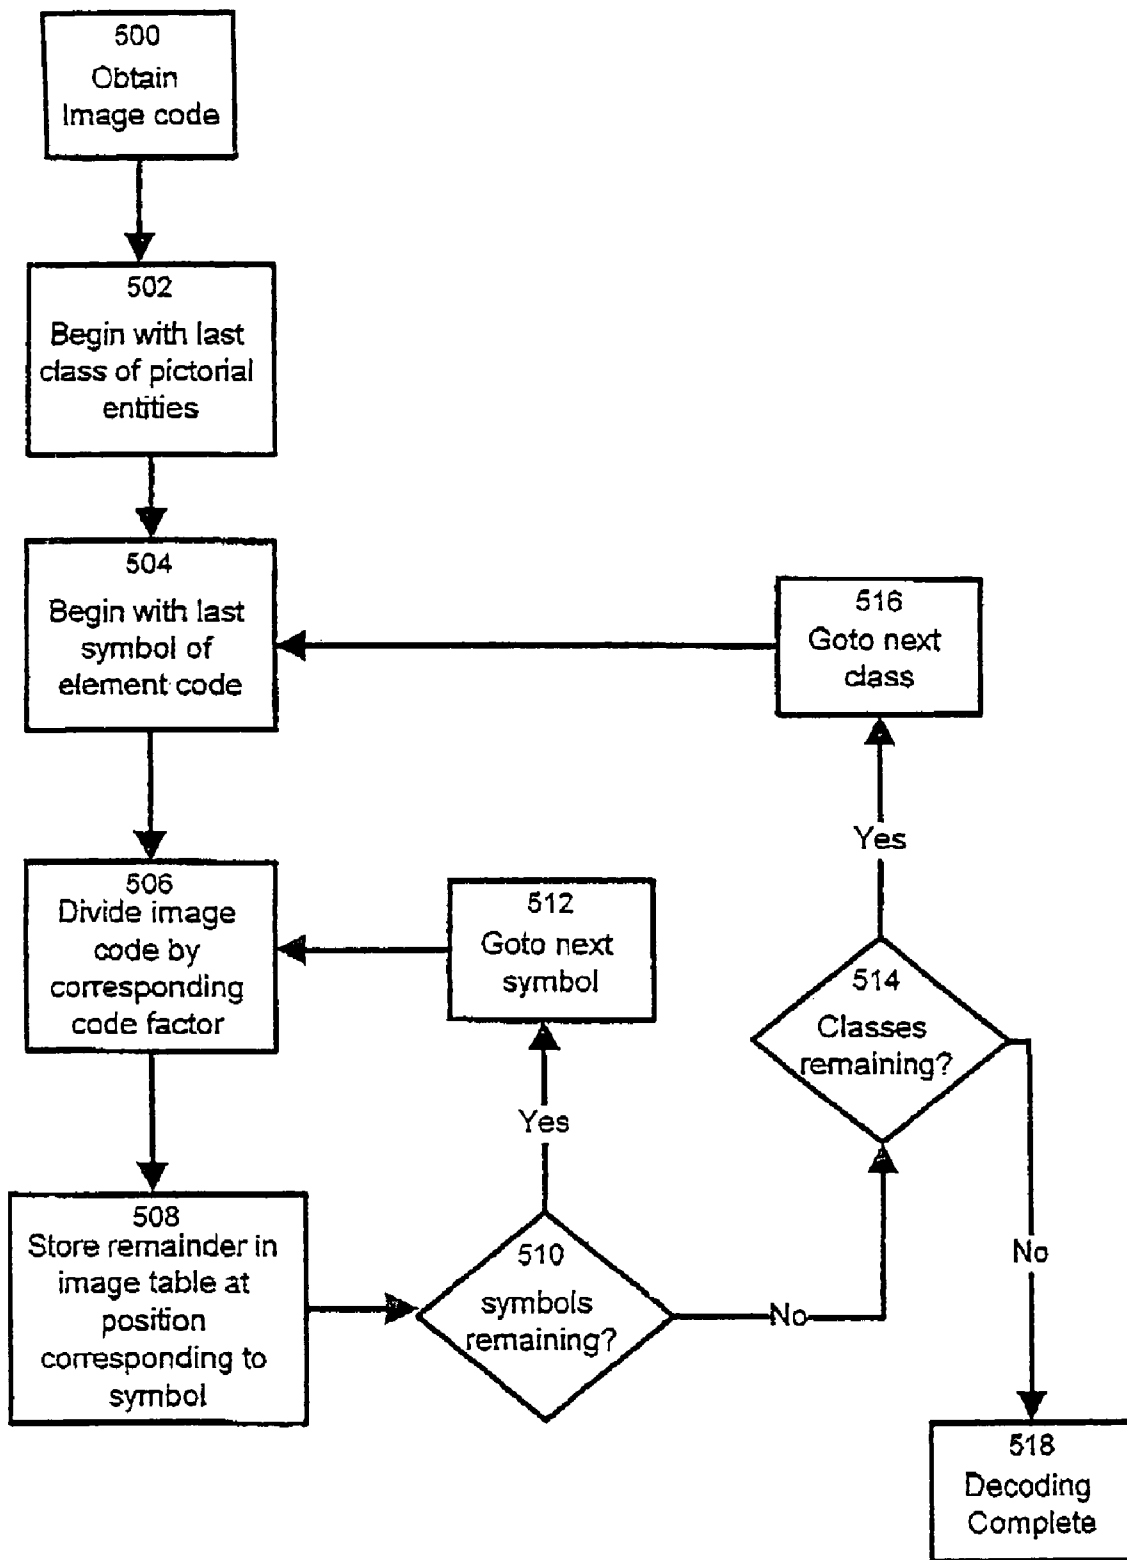 500
Obtain
Image code
502
Begin with last
class of pictorial
entities
504
Begin with last
symbol of
element code
516
Goto next
class
Yes
506
Divide image
code by
corresponding
code factor
512
Goto next
symbol
514
Classes
remaining?
Yes
508
Store remainder in
image table at
position
corresponding to
symbol
510
symbols
remaining?
No
No
518
Decoding
Complete